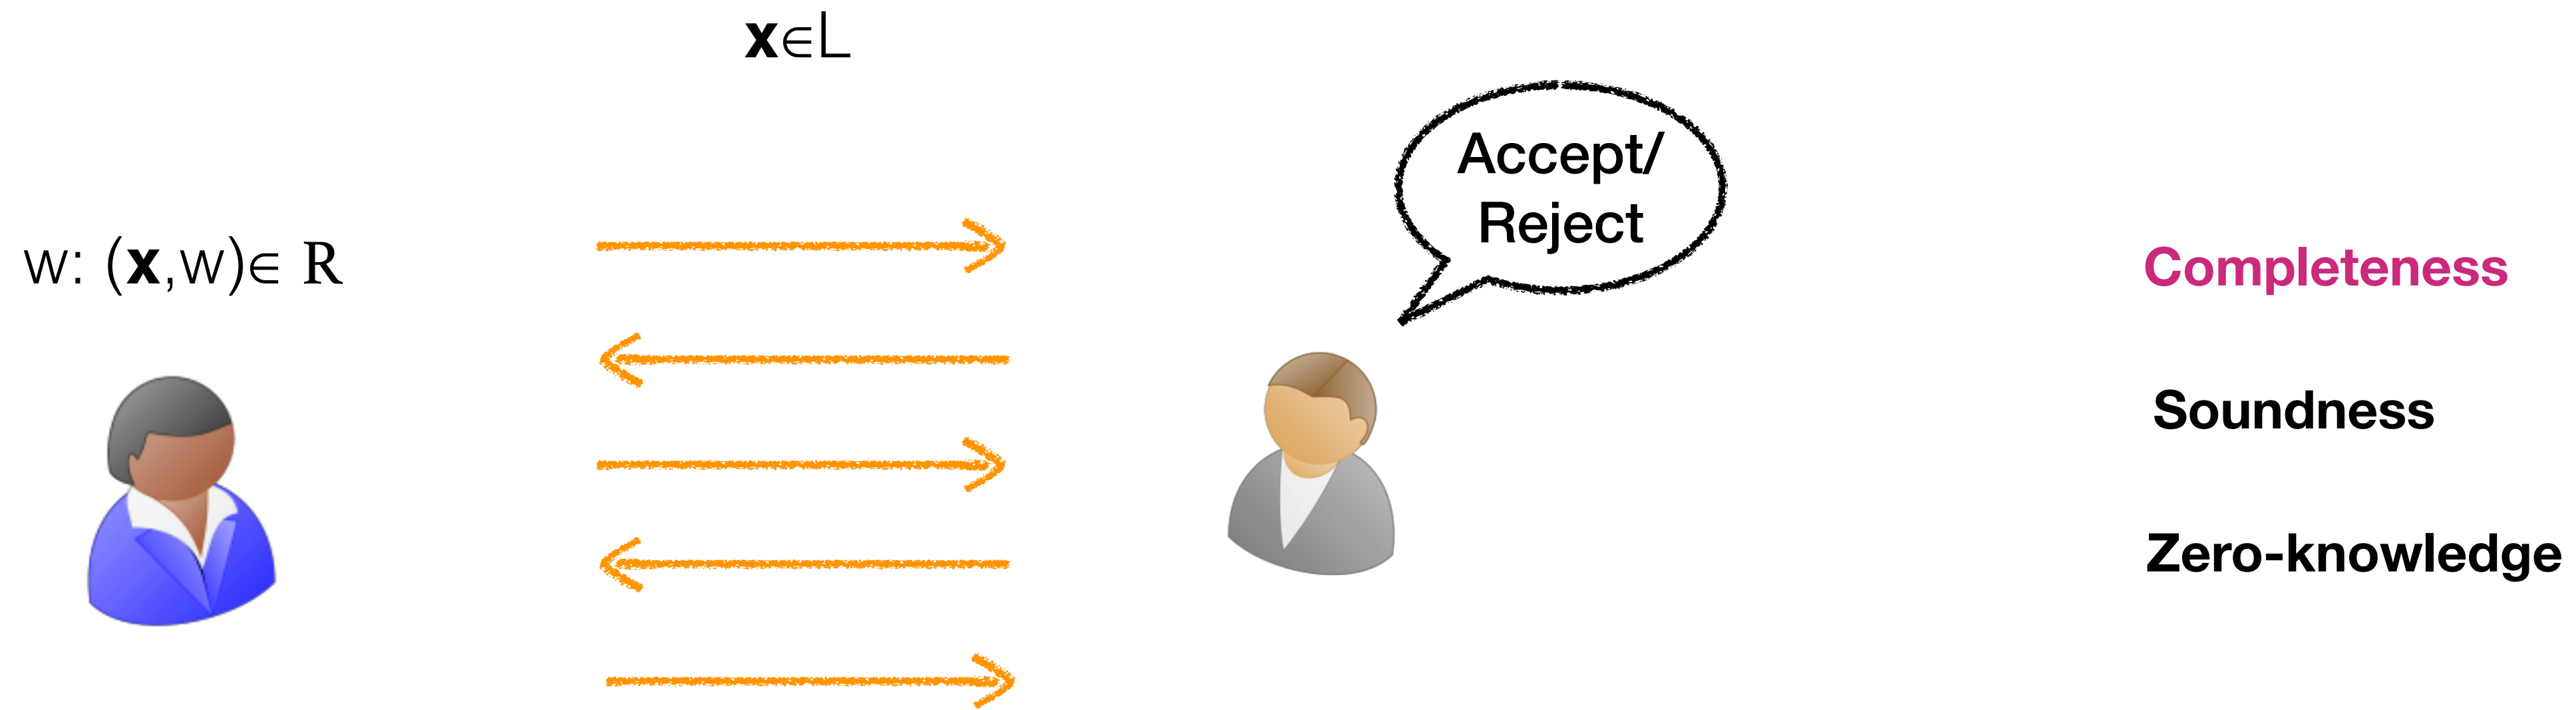 x∈L
Accept/
Reject
w: (x,w)∈ R
Completeness
Soundness
Zero-knowledge